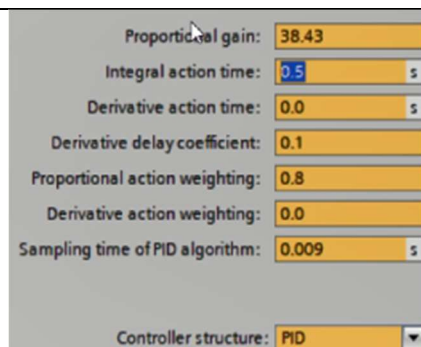 Proportional gain: 38.43
Integral action time: 0.5 s
Derivative action time: 0.0 s
Derivative delay coefficient: 0.1
Proportional action weighting: 0.8
Derivative action weighting: 0.0
Sampling time of PID algorithm: 0.009 s
Controller structure: PID